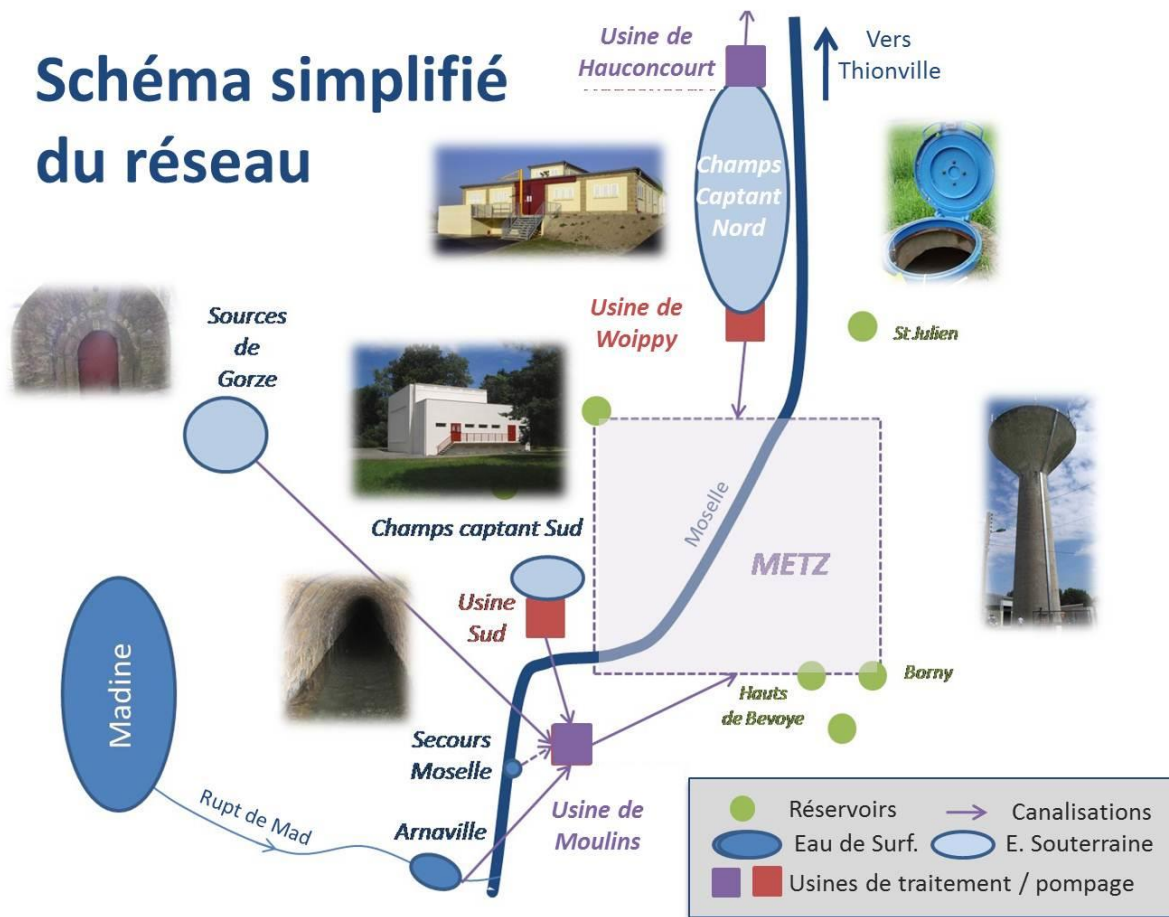 Schéma simplifié
du réseau
Usine de
Hauconcourt
Vers
Thionville
Champs
Captant
Nord
Usine de
Woippy
St Julien
Sources
de
Gorze
Champs captant Sud
Moselle
METZ
Usine
Sud
Madine
Hauts
de Bevoye
Borny
Secours
Moselle
Rupt de Mad
Arnaville
Usine de
Moulins
Réservoirs
Canalisations
Eau de Surf.
E. Souterraine
Usines de traitement / pompage